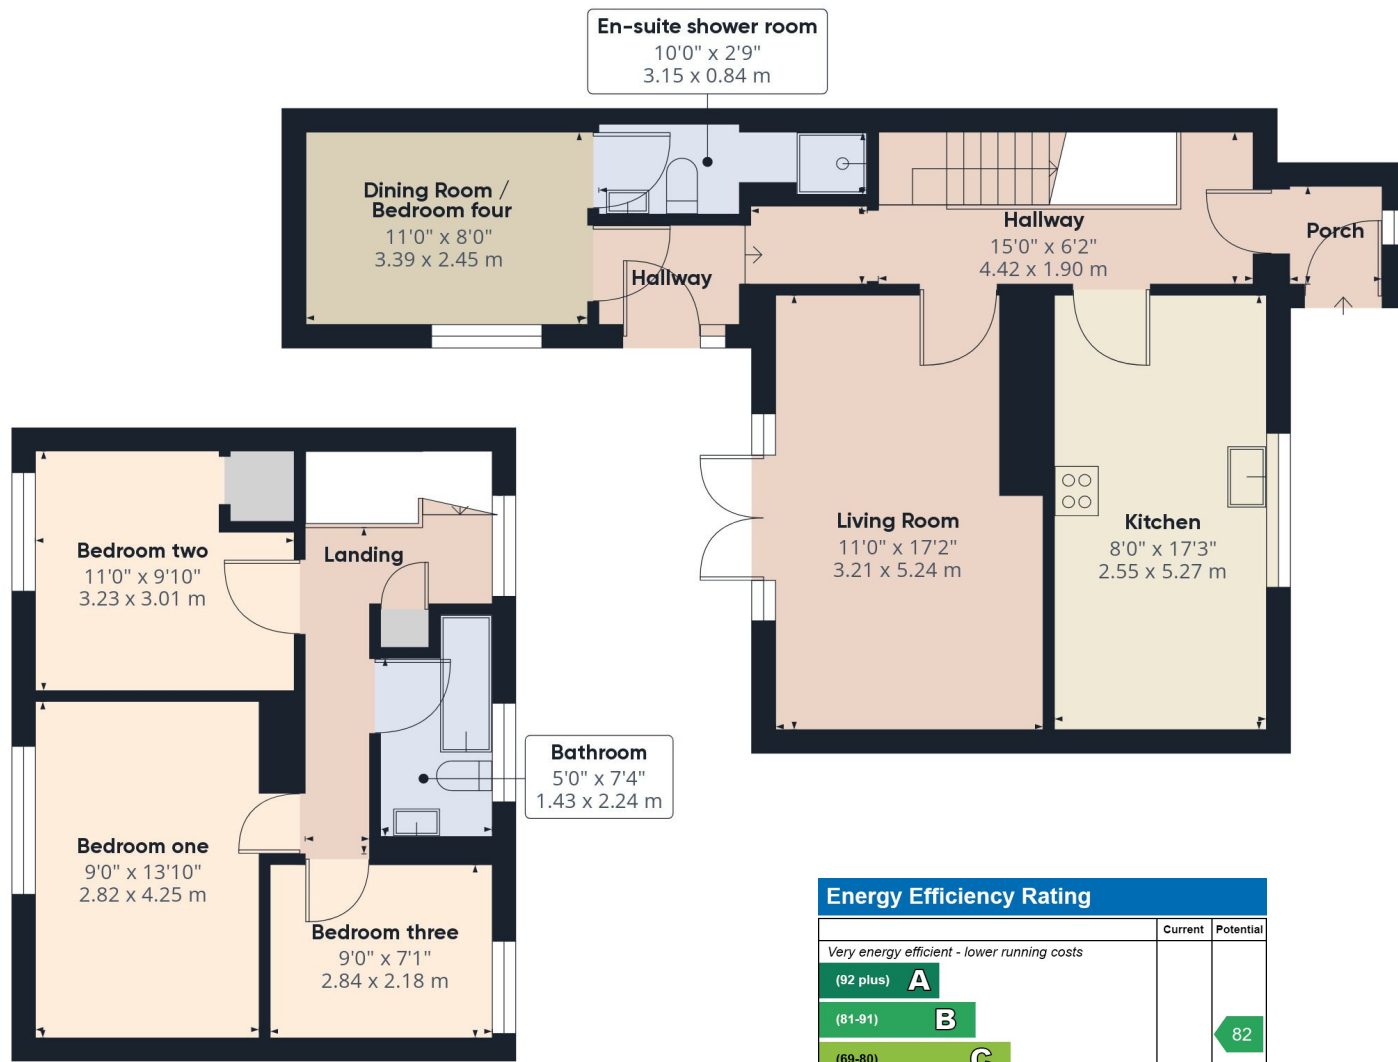 En-suite shower room
10'0" x 2'9"
3.15 x 0.84 m
Dining Room /
Bedroom four
11'0" x 8'0"
3.39 x 2.45 m
Hallway
Hallway
15'0" x 6'2"
4.42 x 1.90 m
Porch
Living Room
11'0" x 17'2"
3.21 x 5.24 m
Kitchen
8'0" x 17'3"
2.55 x 5.27 m
Bedroom two
11'0" x 9'10"
3.23 x 3.01 m
Landing
Bathroom
5'0" x 7'4"
1.43 x 2.24 m
Bedroom one
9'0" x 13'10"
2.82 x 4.25 m
Bedroom three
9'0" x 7'1"
2.84 x 2.18 m
Energy Efficiency Rating
Current Potential
Very energy efficient - lower running costs
(92 plus) A
(81-91) B
82
(69-80) C